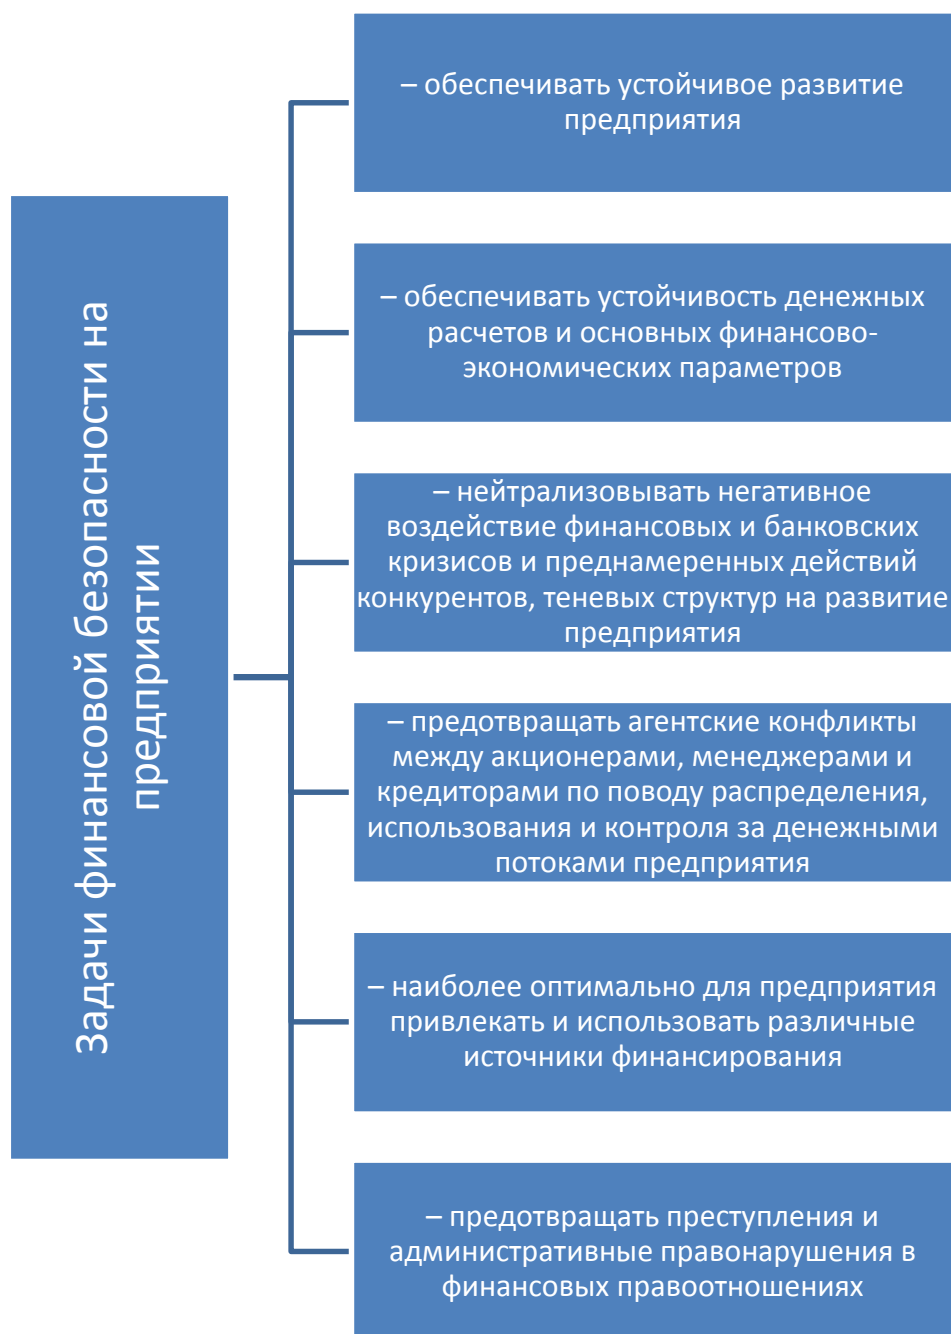 Задачи финансовой безопасности на
предприятии
– обеспечивать устойчивое развитие
предприятия
– обеспечивать устойчивость денежных
расчетов и основных финансово-
экономических параметров
– нейтрализовывать негативное
воздействие финансовых и банковских
кризисов и преднамеренных действий
конкурентов, теневых структур на развитие
предприятия
– предотвращать агентские конфликты
между акционерами, менеджерами и
кредиторами по поводу распределения,
использования и контроля за денежными
потоками предприятия
– наиболее оптимально для предприятия
привлекать и использовать различные
источники финансирования
– предотвращать преступления и
административные правонарушения в
финансовых правоотношениях